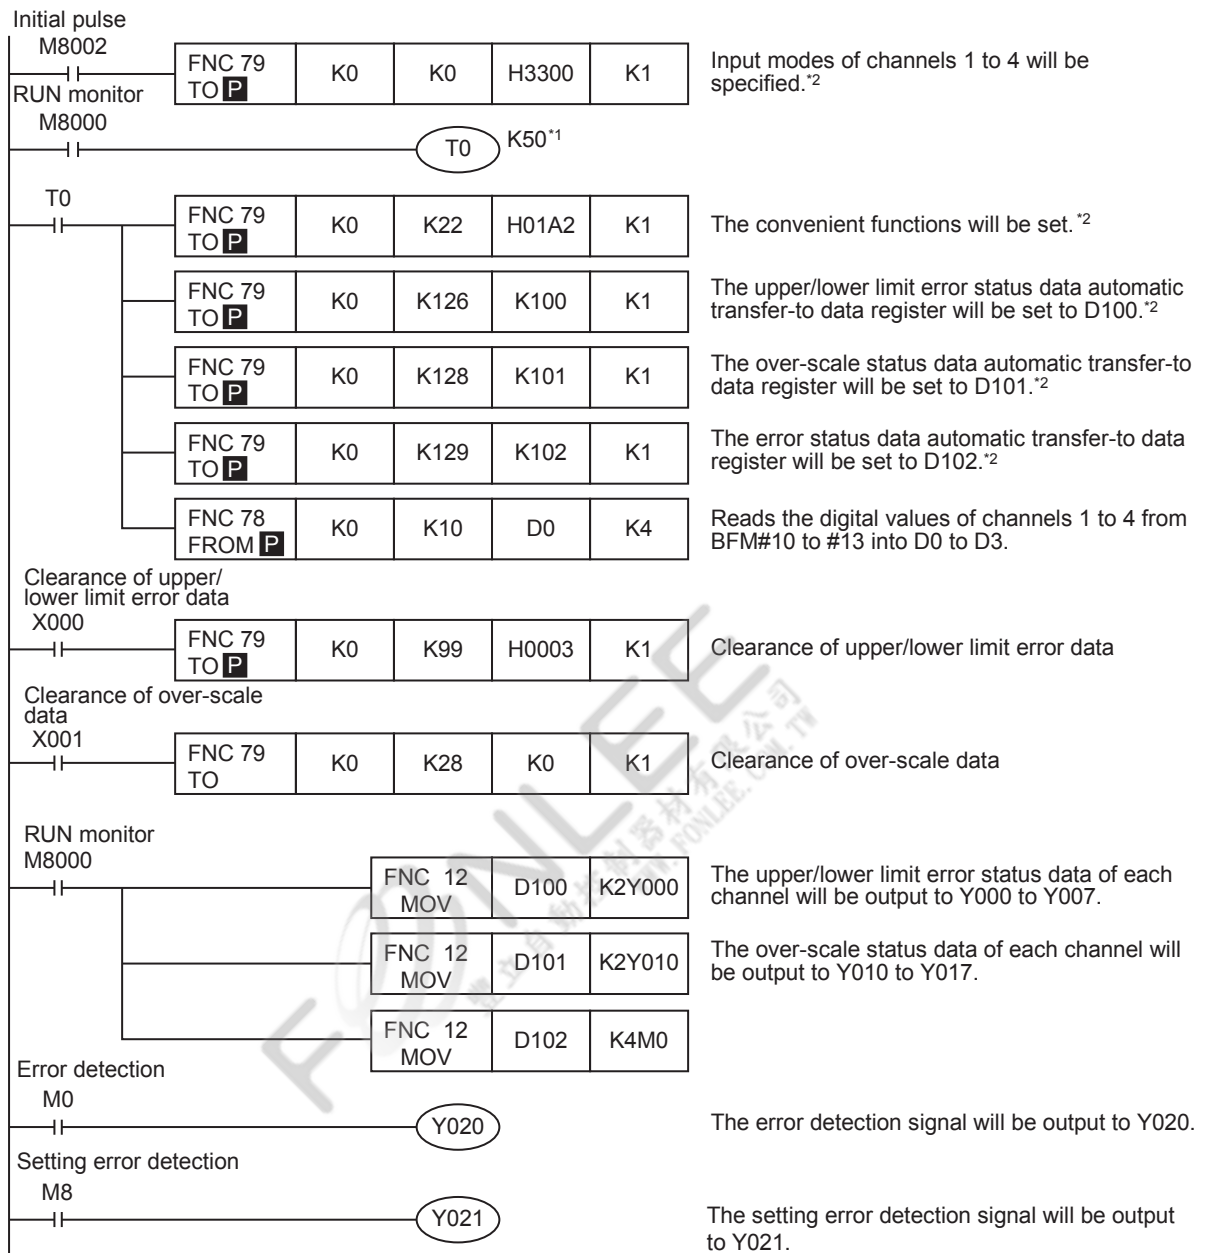 Initial pulse
M8002
FNC 79
TO P
K0
K0
H3300
K1
Input modes of channels 1 to 4 will be
specified.*2
RUN monitor
M8000
T0
K50*1
T0
FNC 79
TO P
K0
K22
H01A2
K1
The convenient functions will be set.*2
FNC 79
TO P
K0
K126
K100
K1
The upper/lower limit error status data automatic
transfer-to data register will be set to D100.*2
FNC 79
TO P
K0
K128
K101
K1
The over-scale status data automatic transfer-to
data register will be set to D101.*2
FNC 79
TO P
K0
K129
K102
K1
The error status data automatic transfer-to data
register will be set to D102.*2
FNC 78
FROM P
K0
K10
D0
K4
Reads the digital values of channels 1 to 4 from
BFM#10 to #13 into D0 to D3.
Clearance of upper/
lower limit error data
X000
FNC 79
TO P
K0
K99
H0003
K1
Clearance of upper/lower limit error data
Clearance of over-scale
data
X001
FNC 79
TO
K0
K28
K0
K1
Clearance of over-scale data
RUN monitor
M8000
FNC 12
MOV
D100
K2Y000
The upper/lower limit error status data of each
channel will be output to Y000 to Y007.
FNC 12
MOV
D101
K2Y010
The over-scale status data of each channel will
be output to Y010 to Y017.
FNC 12
MOV
D102
K4M0
Error detection
M0
Y020
The error detection signal will be output to Y020.
Setting error detection
M8
Y021
The setting error detection signal will be output
to Y021.
FONLEE
WWW.FONLEE.COM.TW